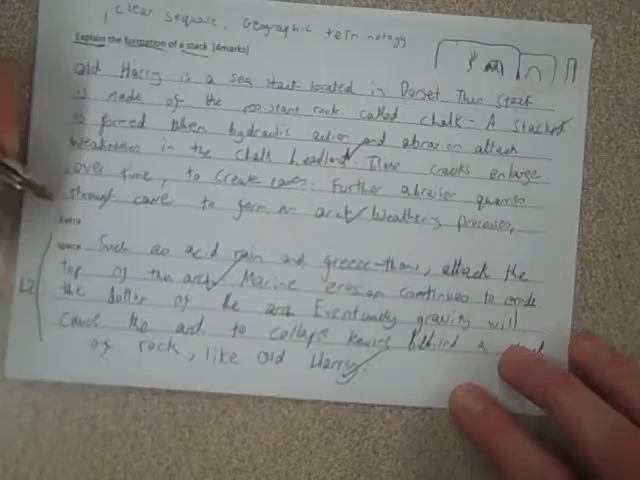 , clear sequence, Geographic terminology
Explain the formation of a stack (4marks)
Old Harry is a sea stack located in Dorset This stack
is made of the rock called chalk - A stacked
is formed when hydraulic action and abrasion attack
weaknesses in the chalk headland. These cracks enlarge
over time, to create caves. Further abrasion
through cave to form an arch Weathering processes,
Extra
space Such as acid rain and freeze-thaw, attack the
top of the arch Marine erosion continues to erode
the bottom of the arch Eventually gravity will
L2
cause the arch to collapse leaving behind a stack
of rock, like Old Harry.